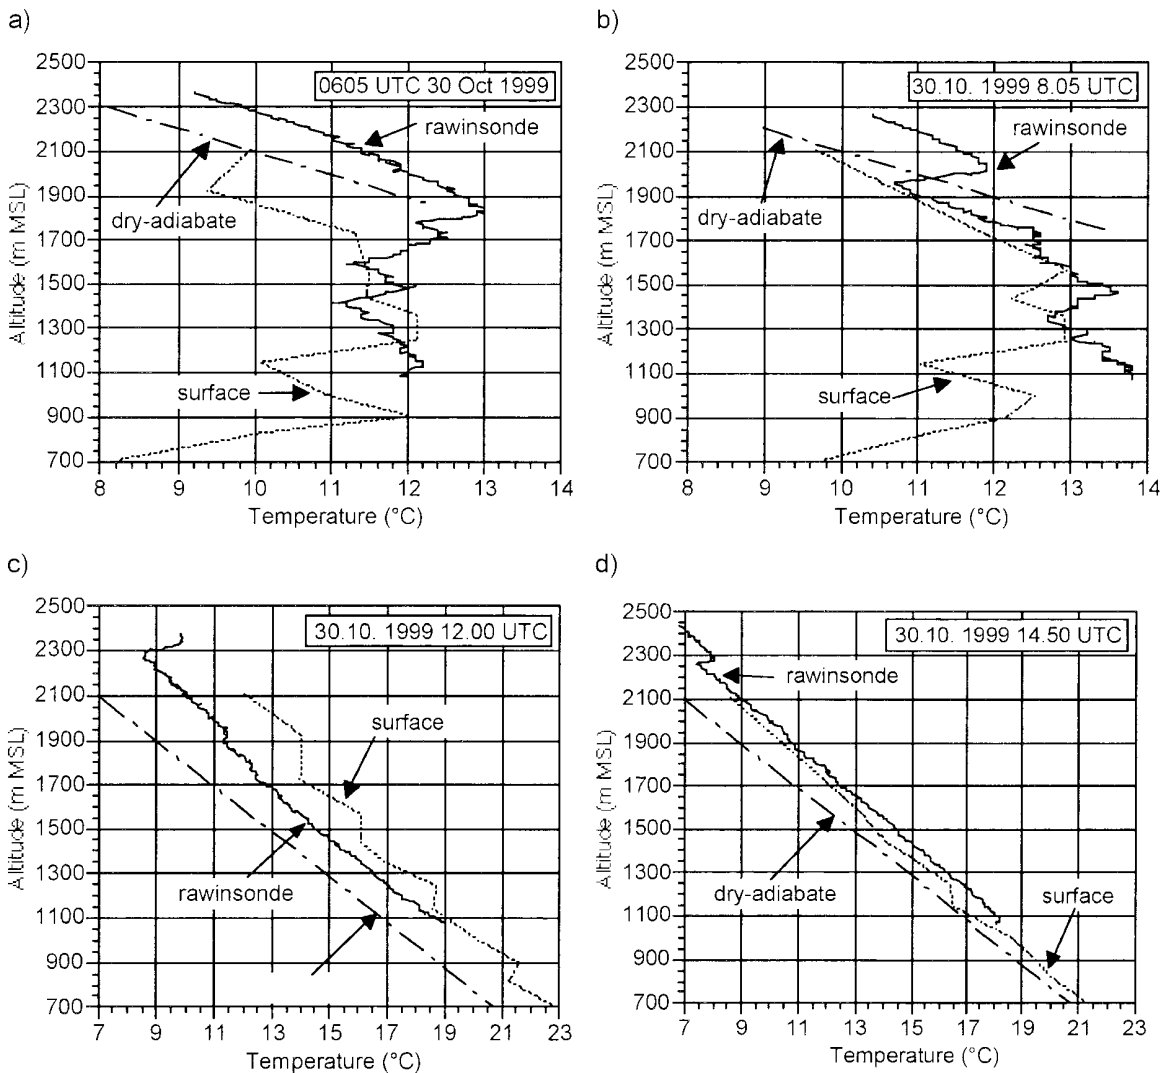 a)
0605 UTC 30 Oct 1999
2500
2300
2100
1900
1700
1500
1300
1100
900
700
Altitude (m MSL)
rawinsonde
dry-adiabate
surface
8 9 10 11 12 13 14
Temperature (°C)
b)
30.10. 1999 8.05 UTC
2500
2300
2100
1900
1700
1500
1300
1100
900
700
Altitude (m MSL)
rawinsonde
dry-adiabate
surface
8 9 10 11 12 13 14
Temperature (°C)
c)
30.10. 1999 12.00 UTC
2500
2300
2100
1900
1700
1500
1300
1100
900
700
Altitude (m MSL)
surface
rawinsonde
7 9 11 13 15 17 19 21 23
Temperature (°C)
d)
30.10. 1999 14.50 UTC
2500
2300
2100
1900
1700
1500
1300
1100
900
700
Altitude (m MSL)
rawinsonde
dry-adiabate
surface
7 9 11 13 15 17 19 21 23
Temperature (°C)